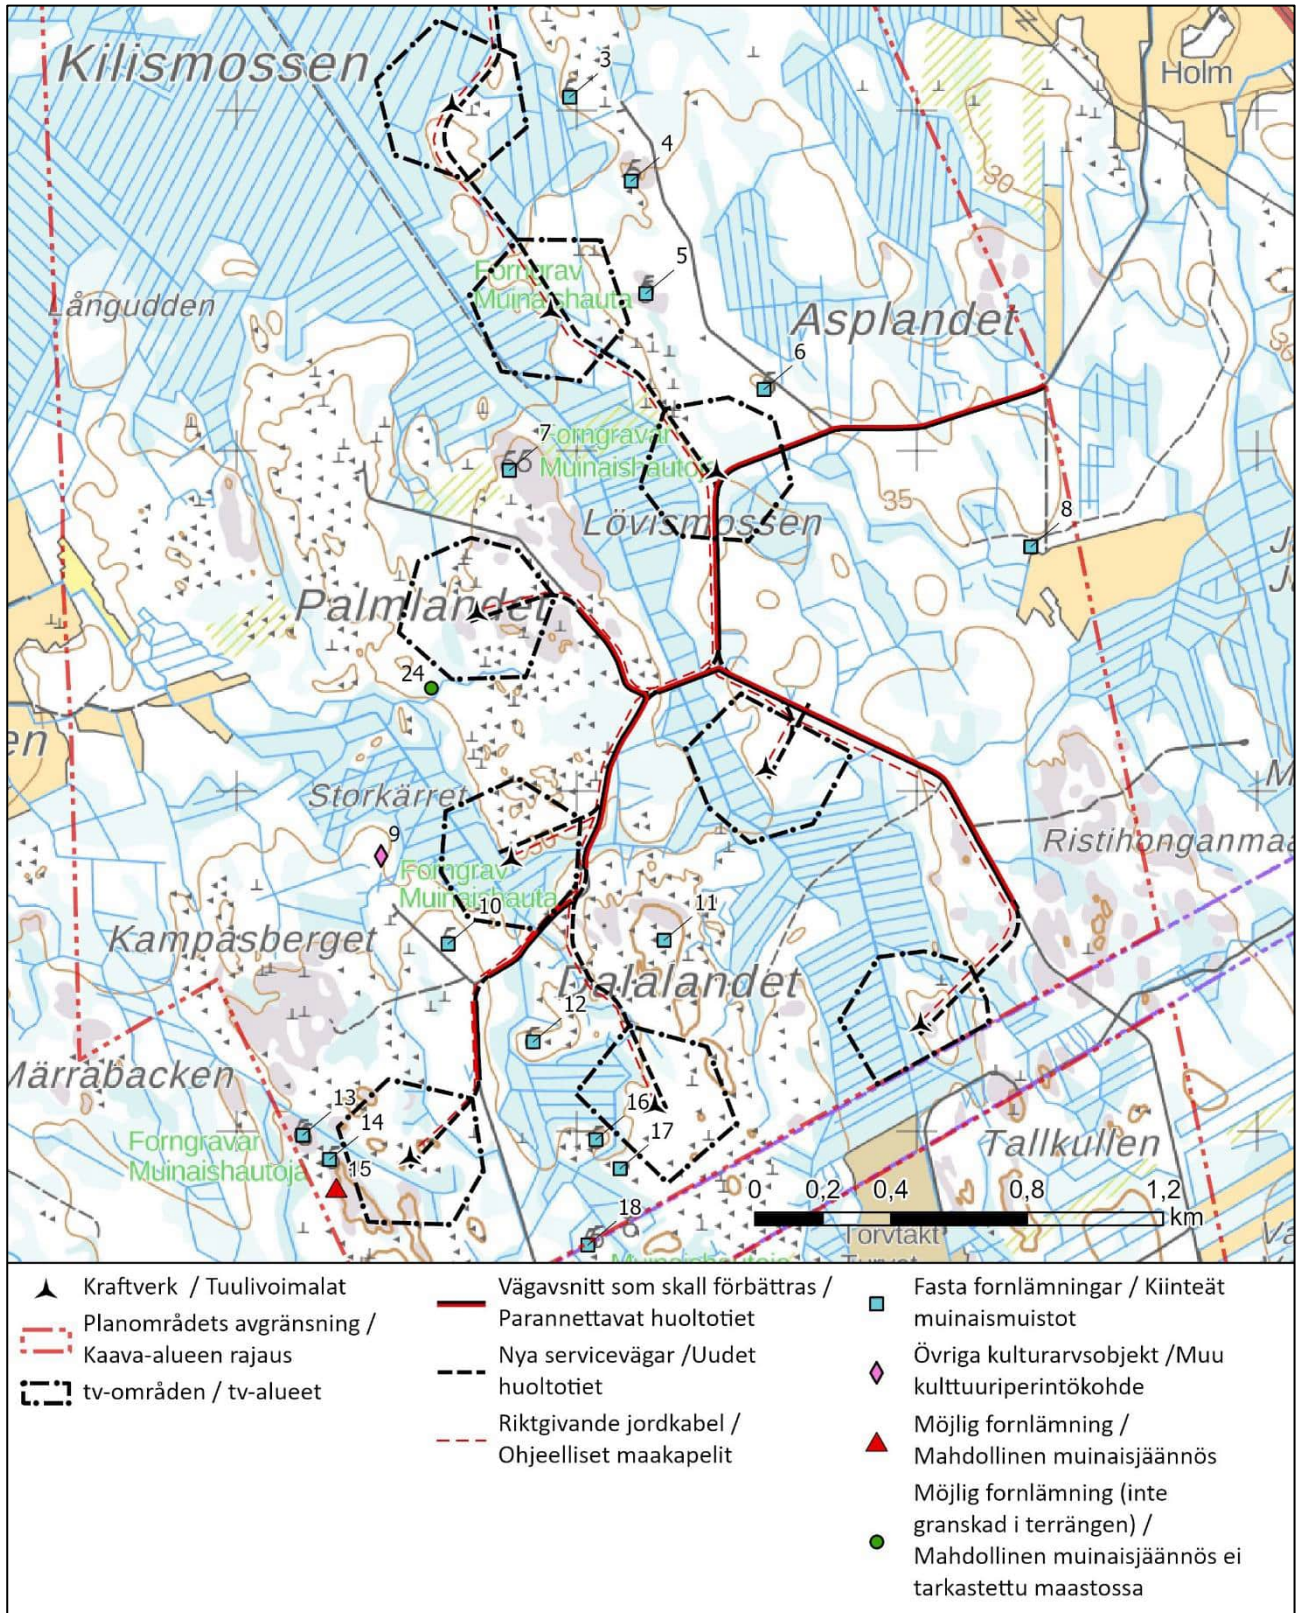 Kilismossen
3
Holm
4
30
5
Forngrav
Muinaishauta
Långudden
Asplandet
6
7
Forngravar
Muinaishautoja
35
Lövismossen
8
Palmlandet
24
en
Storkärret
9
30
Ristihonganmaa
Forngrav
Muinaishauta
10
11
Kampasberget
Dalalandet
12
Märrabacken
13
14
15
16
17
Forngravar
Muinaishautoja
Tallkullen
18
0 0,2 0,4 0,8 1,2
km
Torvtäkt
Muinaishautoja
Kraftverk / Tuulivoimalat
Planområdets avgränsning /
Kaava-alueen rajaus
tv-områden / tv-alueet
Vägavsnitt som skall förbättras /
Parannettavat huoltotiet
Nya servicevägar /Uudet
huoltotiet
Riktgivande jordkabel /
Ohjeelliset maakapelit
Fasta fornlämningar / Kiinteät
muinaismuistot
Övriga kulturarvsobjekt /Muu
kulttuuriperintökohde
Möjlig fornlämning /
Mahdollinen muinaisjäännös
Möjlig fornlämning (inte
granskad i terrängen) /
Mahdollinen muinaisjäännös ei
tarkastettu maastossa